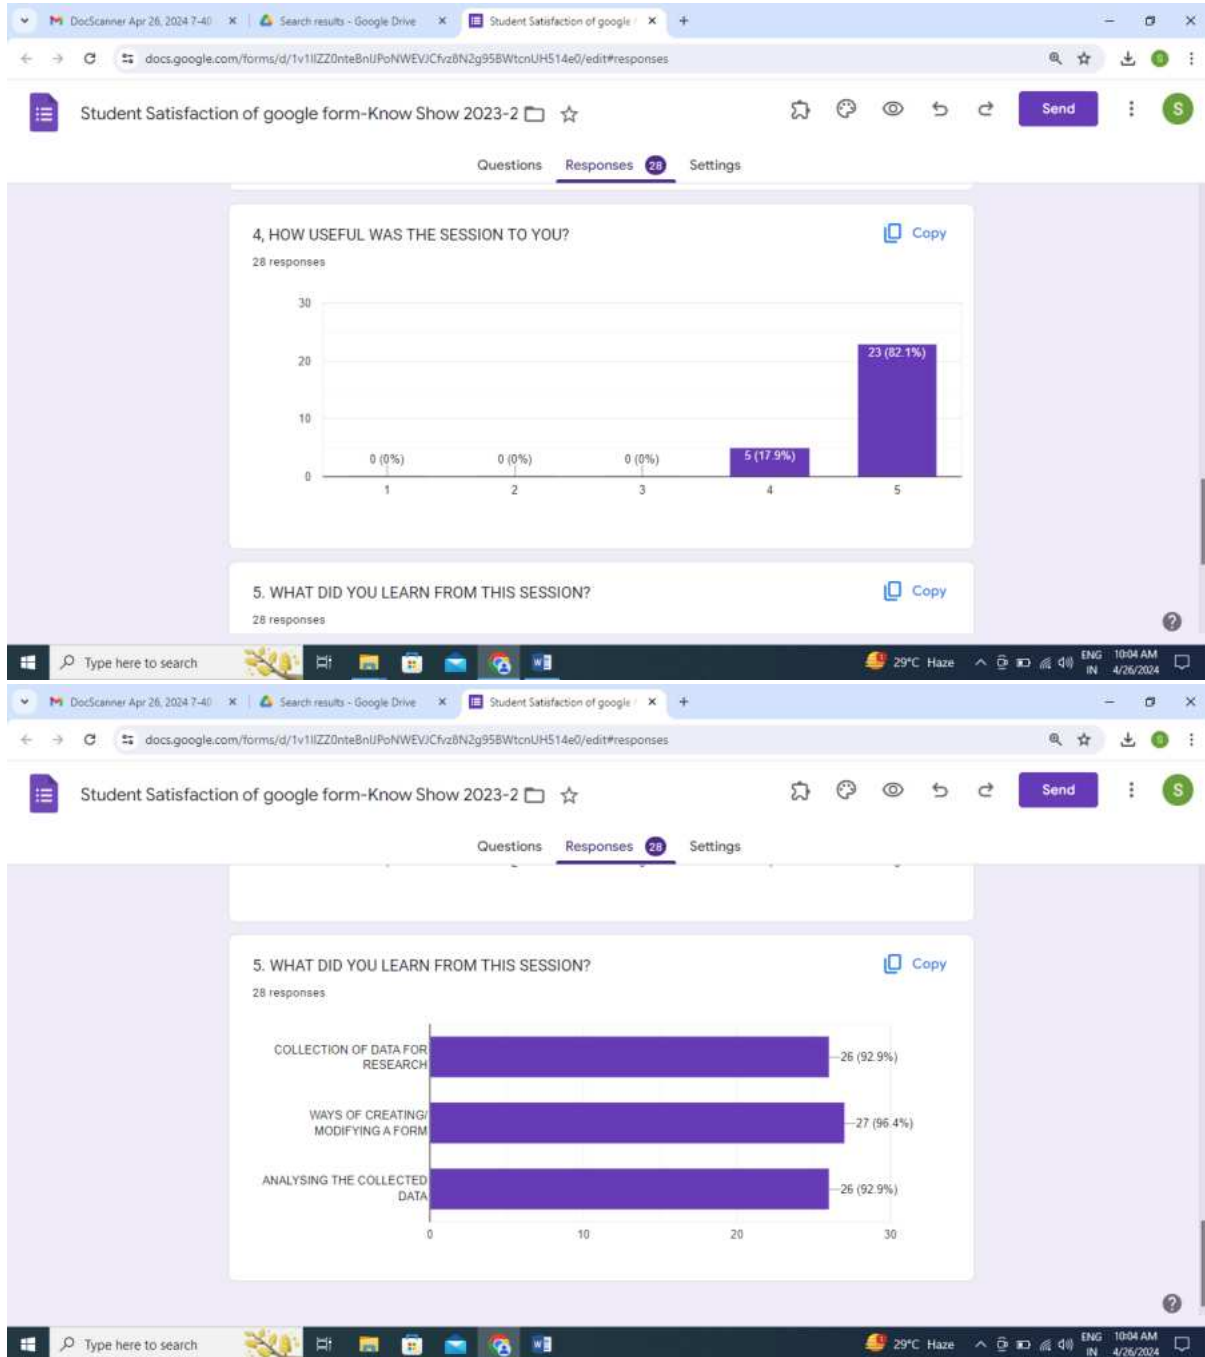 DocScanner Apr 26, 2024 7-40
Search results - Google Drive
Student Satisfaction of google f
docs.google.com/forms/d/
/edit#responses
Student Satisfaction of google form-Know Show 2023-2
Send
S
Questions Responses 28 Settings
4, HOW USEFUL WAS THE SESSION TO YOU?
Copy
28 responses
30
20
10
0
0 (0%)
0 (0%)
0 (0%)
5 (17.9%)
23 (82.1%)
1 2 3 4 5
5. WHAT DID YOU LEARN FROM THIS SESSION?
Copy
28 responses
Type here to search
29°C Haze
ENG
IN
10:04 AM
4/26/2024
DocScanner Apr 26, 2024 7-40
Search results - Google Drive
Student Satisfaction of google f
docs.google.com/forms/d/
/edit#responses
Student Satisfaction of google form-Know Show 2023-2
Send
S
Questions Responses 28 Settings
5. WHAT DID YOU LEARN FROM THIS SESSION?
Copy
28 responses
COLLECTION OF DATA FOR
RESEARCH
26 (92.9%)
WAYS OF CREATING/
MODIFYING A FORM
27 (96.4%)
ANALYSING THE COLLECTED
DATA
26 (92.9%)
0 10 20 30
Type here to search
29°C Haze
ENG
IN
10:04 AM
4/26/2024